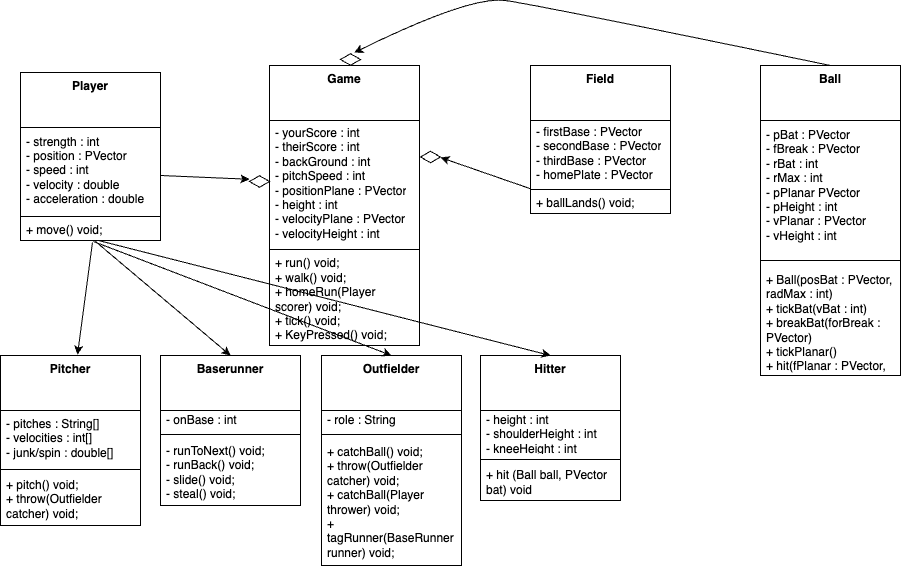 Player
- strength : int
- position : PVector
- speed : int
- velocity : double
- acceleration : double
+ move() void;
Game
- yourScore : int
- theirScore : int
- backGround : int
- pitchSpeed : int
- positionPlane : PVector
- height : int
- velocityPlane : PVector
- velocityHeight : int
+ run() void;
+ walk() void;
+ homeRun(Player
scorer) void;
+ tick() void;
+ KeyPressed() void;
Field
- firstBase : PVector
- secondBase : PVector
- thirdBase : PVector
- homePlate : PVector
+ ballLands() void;
Ball
- pBat : PVector
- fBreak : PVector
- rBat : int
- rMax : int
- pPlanar PVector
- pHeight : int
- vPlanar : PVector
- vHeight : int
+ Ball(posBat : PVector,
radMax : int)
+ tickBat(vBat : int)
+ breakBat(forBreak :
PVector)
+ tickPlanar()
+ hit(fPlanar : PVector,
Pitcher
- pitches : String[]
- velocities : int[]
- junk/spin : double[]
+ pitch() void;
+ throw(Outfielder
catcher) void;
Baserunner
- onBase : int
- runToNext() void;
- runBack() void;
- slide() void;
- steal() void;
Outfielder
- role : String
+ catchBall() void;
+ throw(Outfielder
catcher) void;
+ catchBall(Player
thrower) void;
+
tagRunner(BaseRunner
runner) void;
Hitter
- height : int
- shoulderHeight : int
- kneeHeight : int
+ hit (Ball ball, PVector
bat) void